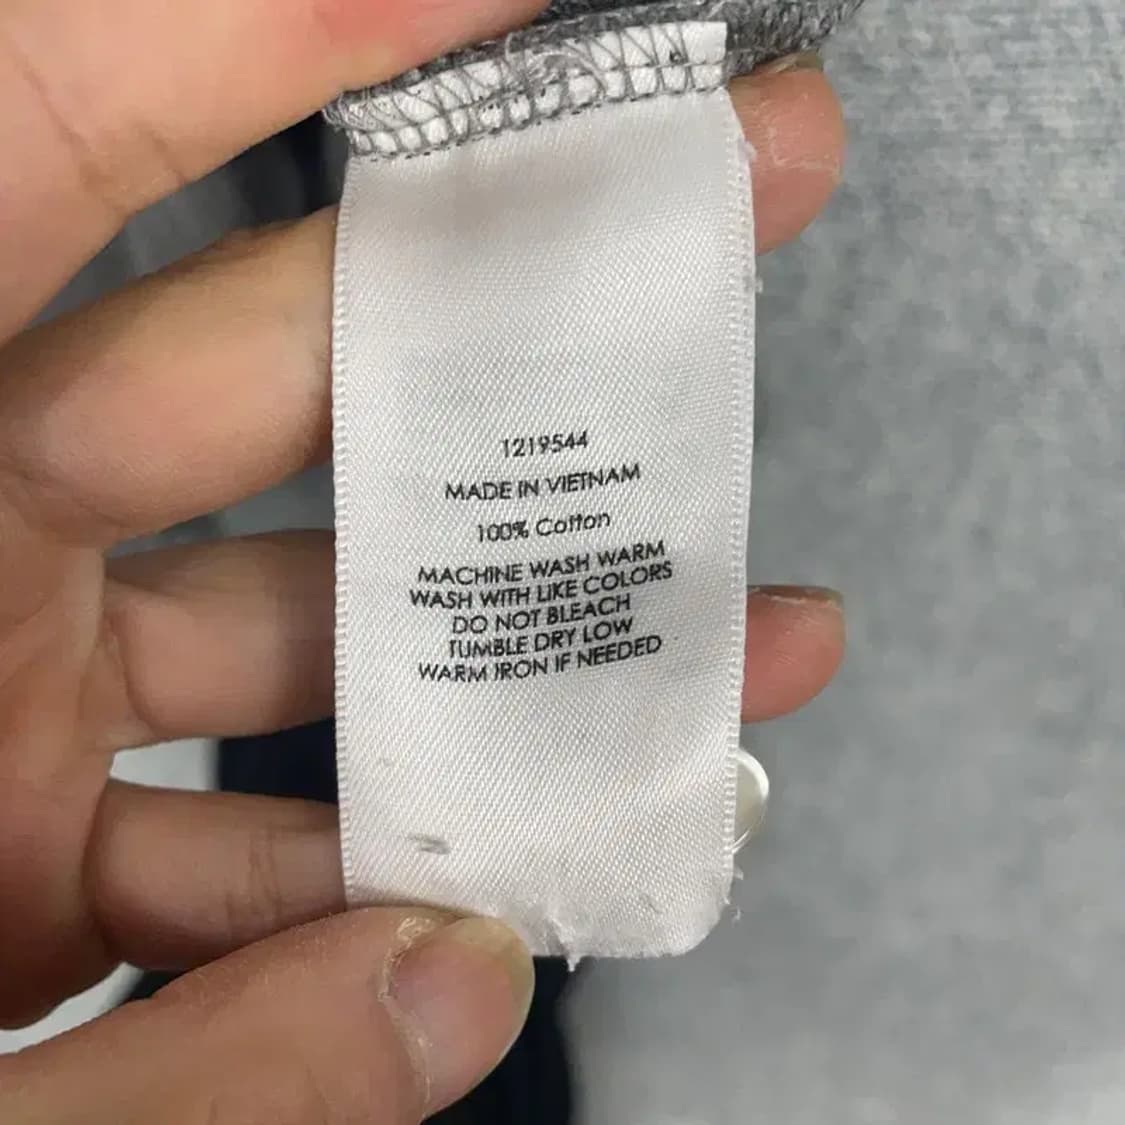 1219544
MADE IN VIETNAM
100% Cotton
MACHINE WASH WARM
WASH WITH LIKE COLORS
DO NOT BLEACH
TUMBLE DRY LOW
WARM IRON IF NEEDED